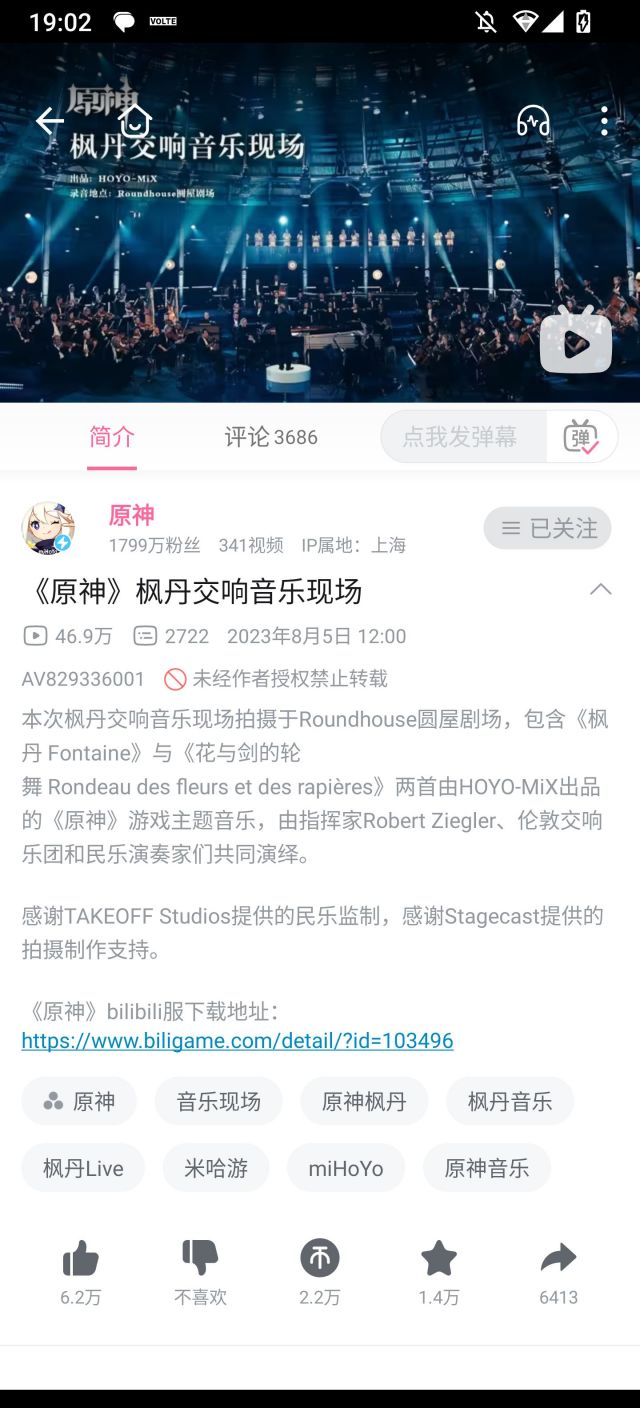 19:02
VOLTE
原神
枫丹交响音乐现场
出品：HOYO-MiX
录音地点：Roundhouse圆屋剧场
简介
评论 3686
点我发弹幕
弹
原神
1799万粉丝 341视频 IP属地：上海
已关注
《原神》枫丹交响音乐现场
46.9万 2722 2023年8月5日 12:00
AV829336001 未经作者授权禁止转载
本次枫丹交响音乐现场拍摄于Roundhouse圆屋剧场，包含《枫
丹 Fontaine》与《花与剑的轮
舞 Rondeau des fleurs et des rapières》两首由HOYO-MiX出品
的《原神》游戏主题音乐，由指挥家Robert Ziegler、伦敦交响
乐团和民乐演奏家们共同演绎。
感谢TAKEOFF Studios提供的民乐监制，感谢Stagecast提供的
拍摄制作支持。
《原神》bilibili服下载地址：
https://www.biligame.com/detail/?id=103496
原神 音乐现场 原神枫丹 枫丹音乐
枫丹Live 米哈游 miHoYo 原神音乐
6.2万 不喜欢 2.2万 1.4万 6413